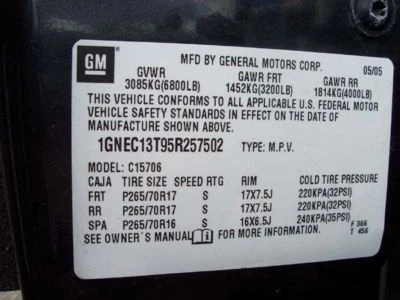 GM
MFD BY GENERAL MOTORS CORP.
05/05
GVWR GAWR FRT GAWR RR
3085KG(6800LB) 1452KG(3200LB) 1814KG(4000LB)
THIS VEHICLE CONFORMS TO ALL APPLICABLE U.S. FEDERAL MOTOR
VEHICLE SAFETY STANDARDS IN EFFECT ON THE DATE OF
MANUFACTURE SHOWN ABOVE.
1GNEC13T95R257502 TYPE: M.P.V.
MODEL: C15706
CAJA TIRE SIZE SPEED RTG RIM COLD TIRE PRESSURE
FRT P265/70R17 S 17X7.5J 220KPA(32PSI)
RR P265/70R17 S 17X7.5J 220KPA(32PSI)
SPA P265/70R16 S 16X6.5J 240KPA(35PSI)
SEE OWNER'S MANUAL i FOR MORE INFORMATION.
F 366
T 456